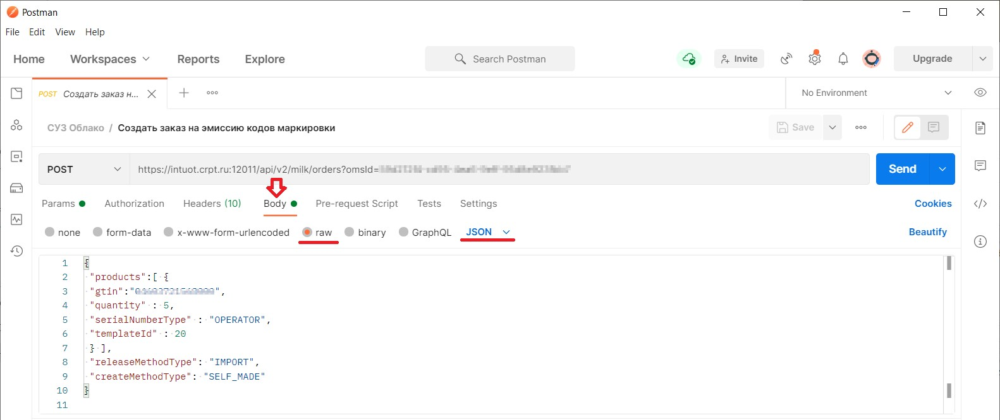 Postman
File Edit View Help
Home Workspaces Reports Explore Search Postman Invite Upgrade
POST Создать заказ н... No Environment
СУЗ Облако / Создать заказ на эмиссию кодов маркировки Save
POST https://intuot.crpt.ru:12011/api/v2/milk/orders?omsId= Send
Params Authorization Headers (10) Body Pre-request Script Tests Settings Cookies
none form-data x-www-form-urlencoded raw binary GraphQL JSON Beautify
1 {
2 "products":[ {
3 "gtin":"",
4 "quantity" : 5,
5 "serialNumberType" : "OPERATOR",
6 "templateId" : 20
7 } ],
8 "releaseMethodType": "IMPORT",
9 "createMethodType": "SELF_MADE"
10 }
11